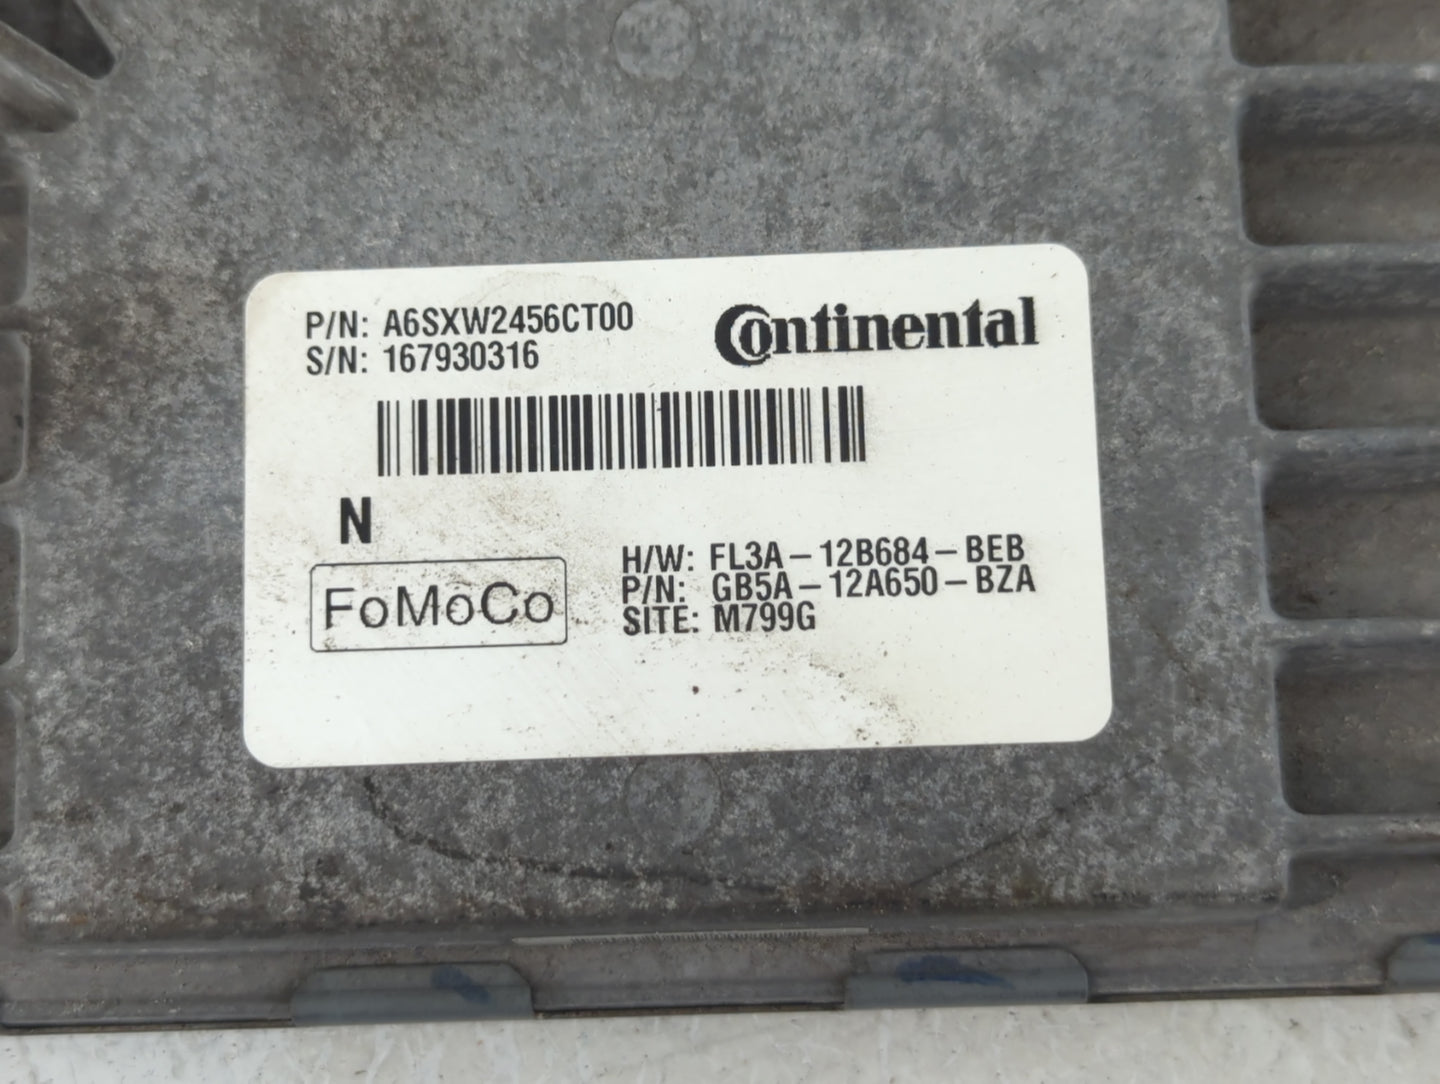 P/N: A6SXW2456CT00
S/N: 167930316
Continental
N
FoMoCo
H/W: FL3A-12B684-BEB
P/N: GB5A-12A650-BZA
SITE: M799G